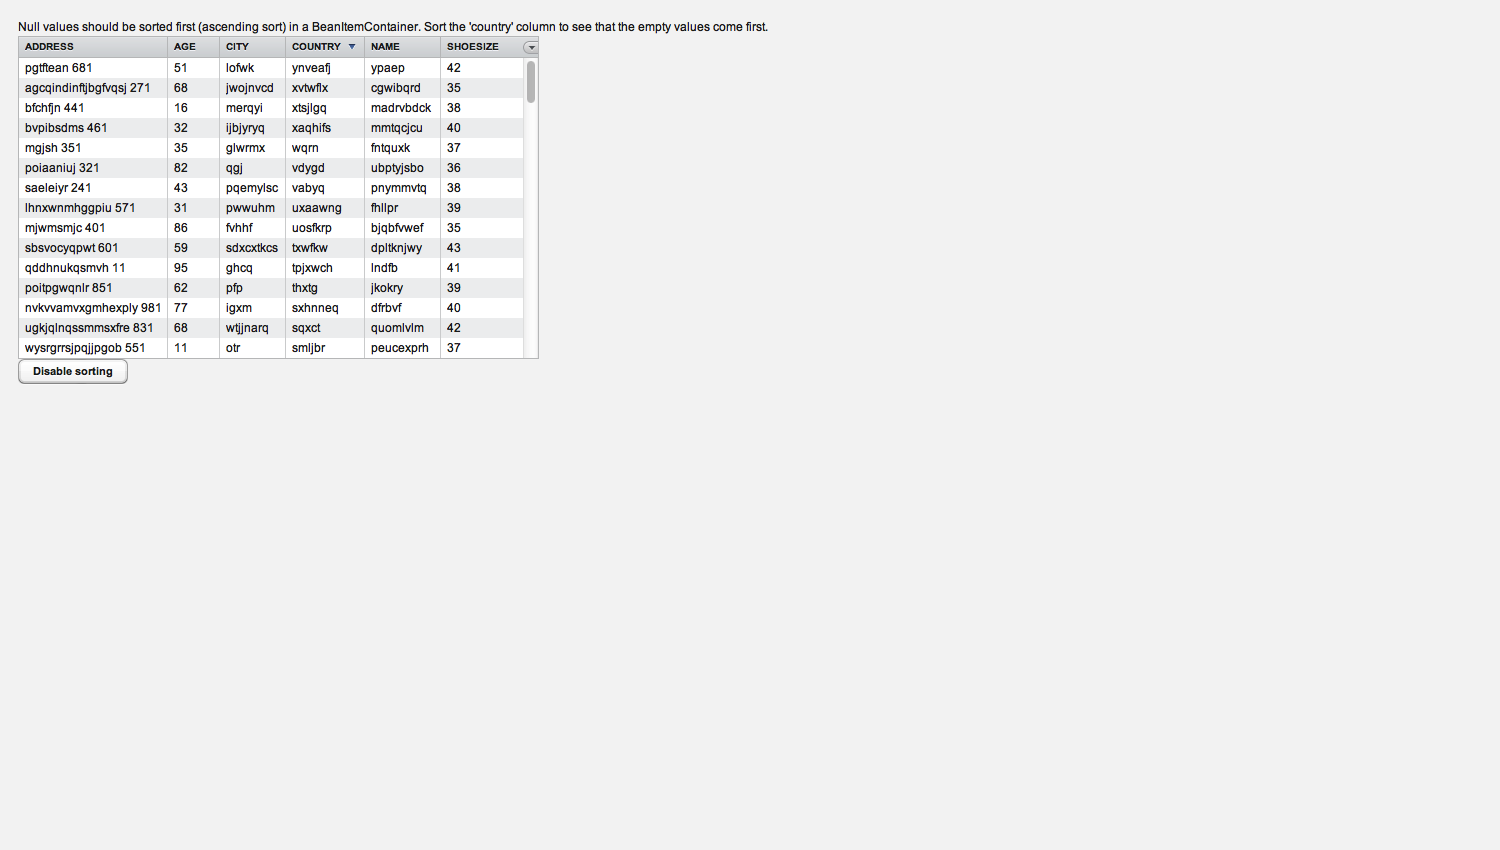 Null values should be sorted first (ascending sort) in a BeanItemContainer. Sort the 'country' column to see that the empty values come first.
ADDRESS AGE CITY COUNTRY NAME SHOESIZE
pgtftean 681 51 lofwk ynveafj ypaep 42
agcqindinftjbgfvqsj 271 68 jwojnvcd xvtwflx cgwibqrd 35
bfchfjn 441 16 merqyi xtsjlgq madrvbdck 38
bvpibsdms 461 32 ijbjyryq xaqhifs mmtqcjcu 40
mgjsh 351 35 glwrmx wqrn fntquxk 37
poiaaniuj 321 82 qgj vdygd ubptyjsbo 36
saeleiyr 241 43 pqemylsc vabyq pnymmvtq 38
lhnxwnmhggpiu 571 31 pwwuhm uxaawng fhllpr 39
mjwmsmjc 401 86 fvhhf uosfkrp bjqbfvwef 35
sbsvocyqpwt 601 59 sdxcxtkcs txwfkw dpltknjwy 43
qddhnukqsmvh 11 95 ghcq tpjxwch lndfb 41
poitpgwqnlr 851 62 pfp thxtg jkokry 39
nvkvvamvxgmhexply 981 77 igxm sxhnneq dfrbvf 40
ugkjqlnqssmmsxfre 831 68 wtjjnarq sqxct quomlvlm 42
wysrgrrsjpqjjpgob 551 11 otr smljbr peucexprh 37
Disable sorting